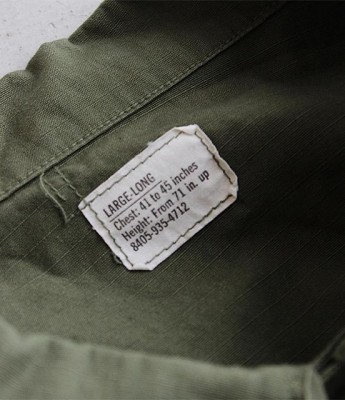 LARGE-LONG
Chest: 41 to 45 inches
Height: From 71 in. up
8405-935-4712